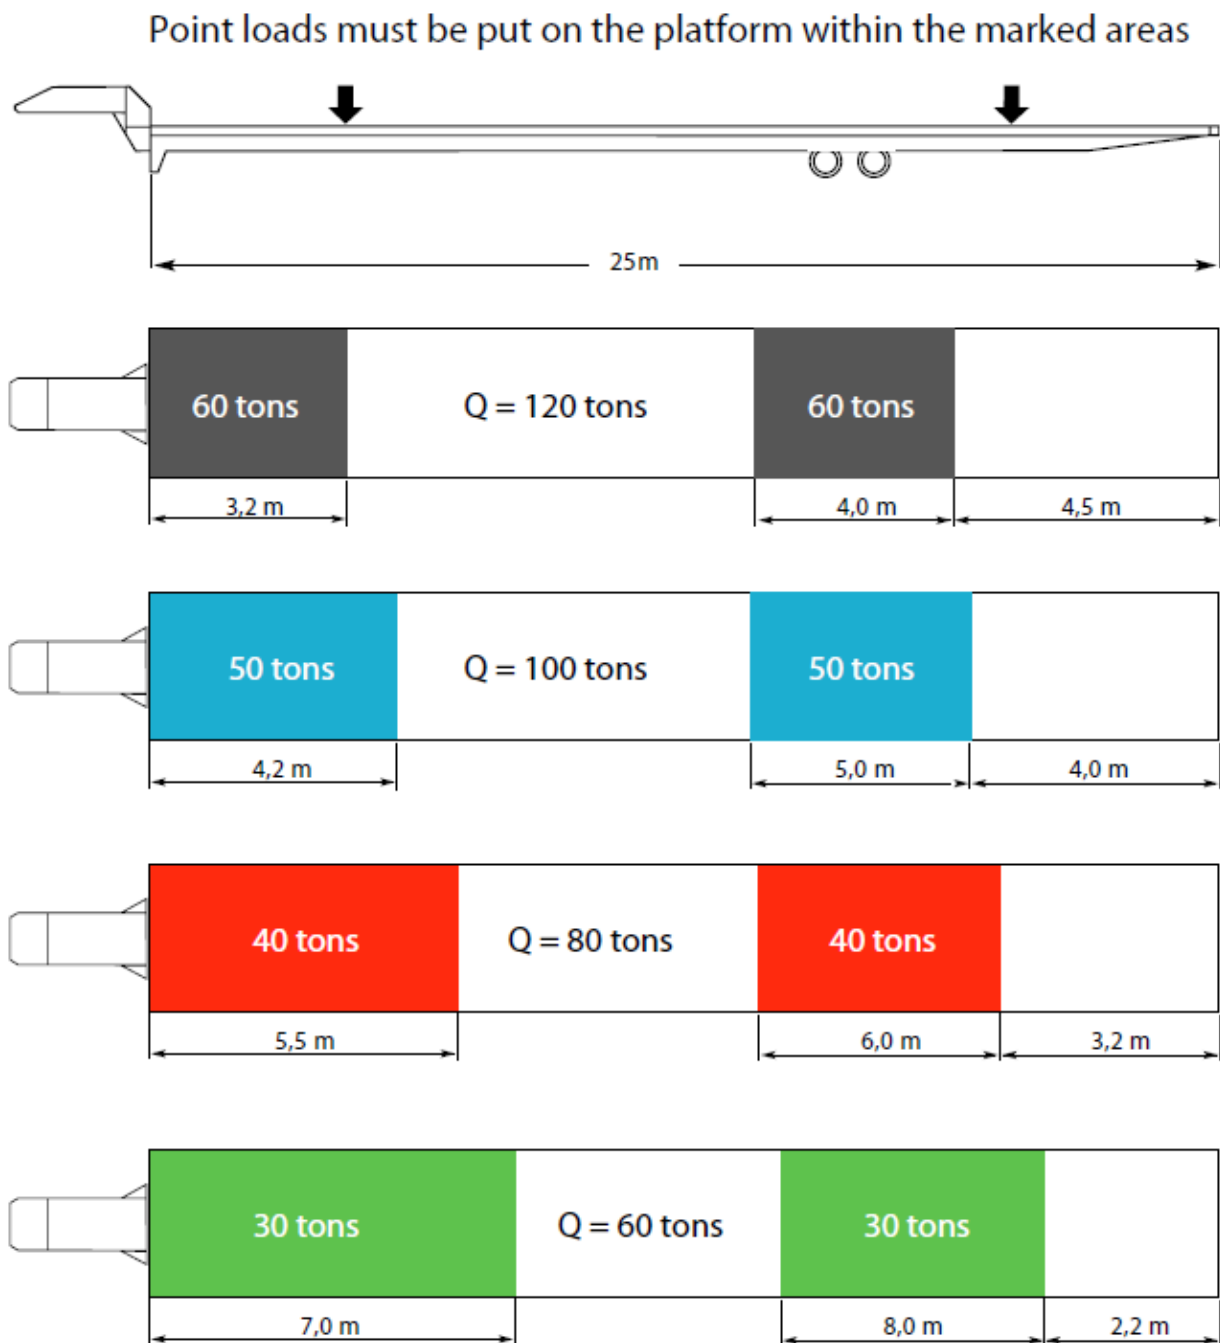 Point loads must be put on the platform within the marked areas
25m
60 tons
Q = 120 tons
60 tons
3,2 m
4,0 m
4,5 m
50 tons
Q = 100 tons
50 tons
4,2 m
5,0 m
4,0 m
40 tons
Q = 80 tons
40 tons
5,5 m
6,0 m
3,2 m
30 tons
Q = 60 tons
30 tons
7,0 m
8,0 m
2,2 m